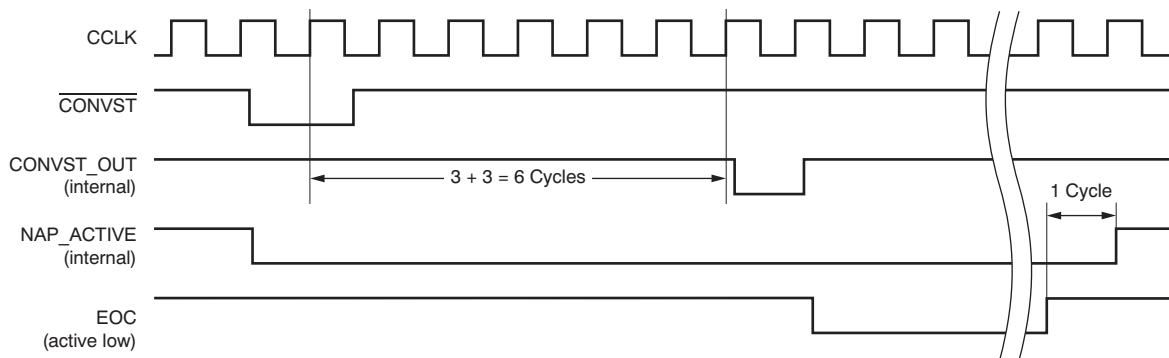 CCLK
CONVST
CONVST_OUT
(internal)
3 + 3 = 6 Cycles
1 Cycle
NAP_ACTIVE
(internal)
EOC
(active low)